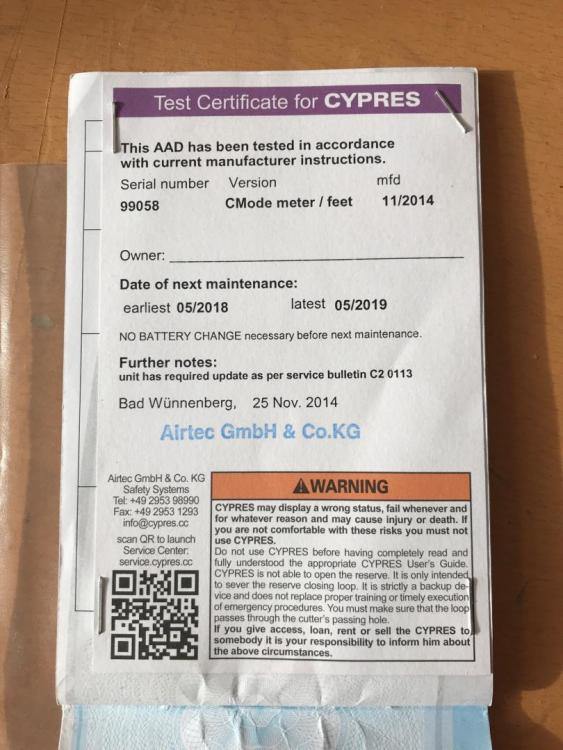 Test Certificate for CYPRES
This AAD has been tested in accordance
with current manufacturer instructions.
Serial number Version mfd
99058 CMode meter / feet 11/2014
Owner:
Date of next maintenance:
earliest 05/2018 latest 05/2019
NO BATTERY CHANGE necessary before next maintenance.
Further notes:
unit has required update as per service bulletin C2 0113
Bad Wünnenberg, 25 Nov. 2014
Airtec GmbH & Co.KG
Airtec GmbH & Co. KG
Safety Systems
Tel: +49 2953 98990
Fax: +49 2953 1293
info@cypres.cc
scan QR to launch
Service Center:
service.cypres.cc
WARNING
CYPRES may display a wrong status, fail whenever and
for whatever reason and may cause injury or death. If
you are not comfortable with these risks you must not
use CYPRES.
Do not use CYPRES before having completely read and
fully understood the appropriate CYPRES User's Guide.
CYPRES is not able to open the reserve. It is only intended
to sever the reserve closing loop. It is strictly a backup de-
vice and does not replace proper training or timely execution
of emergency procedures. You must make sure that the loop
passes through the cutter's passing hole.
If you give access, loan, rent or sell the CYPRES to
somebody it is your responsibility to inform him about
the above circumstances.